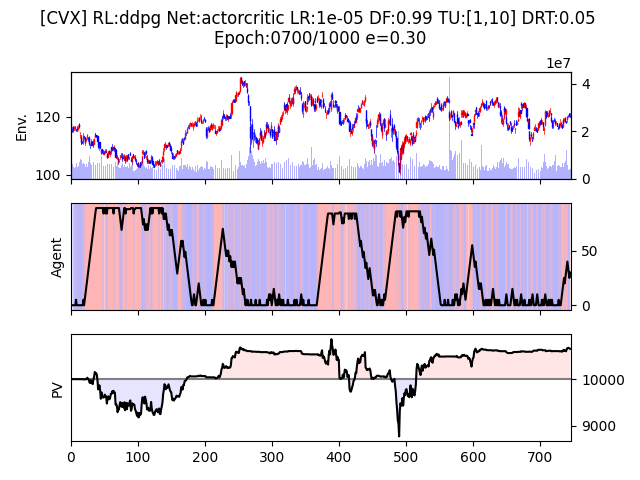 [CVX] RL:ddpg Net:actorcritic LR:1e-05 DF:0.99 TU:[1,10] DRT:0.05
Epoch:0700/1000 e=0.30
1e7
Env.
120
100
4
2
0
Agent
50
0
PV
10000
9000
0 100 200 300 400 500 600 700